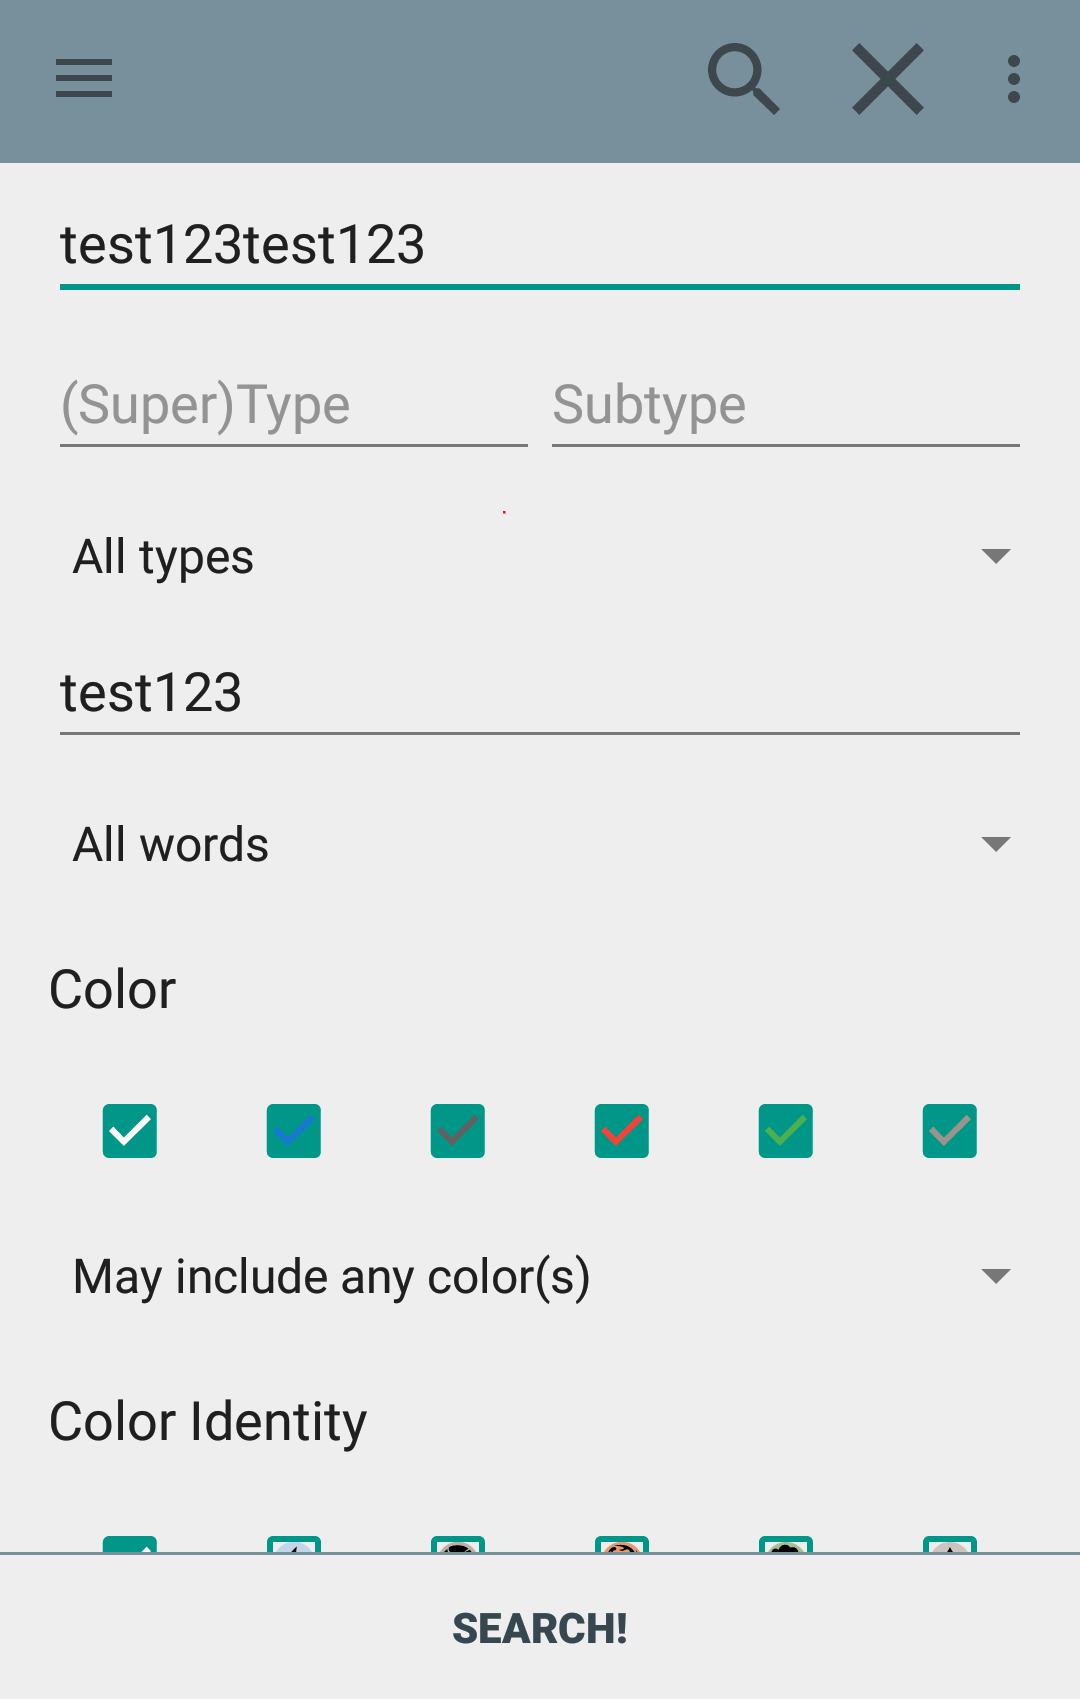 test123test123
(Super)Type Subtype
All types
test123
All words
Color
May include any color(s)
Color Identity
SEARCH!